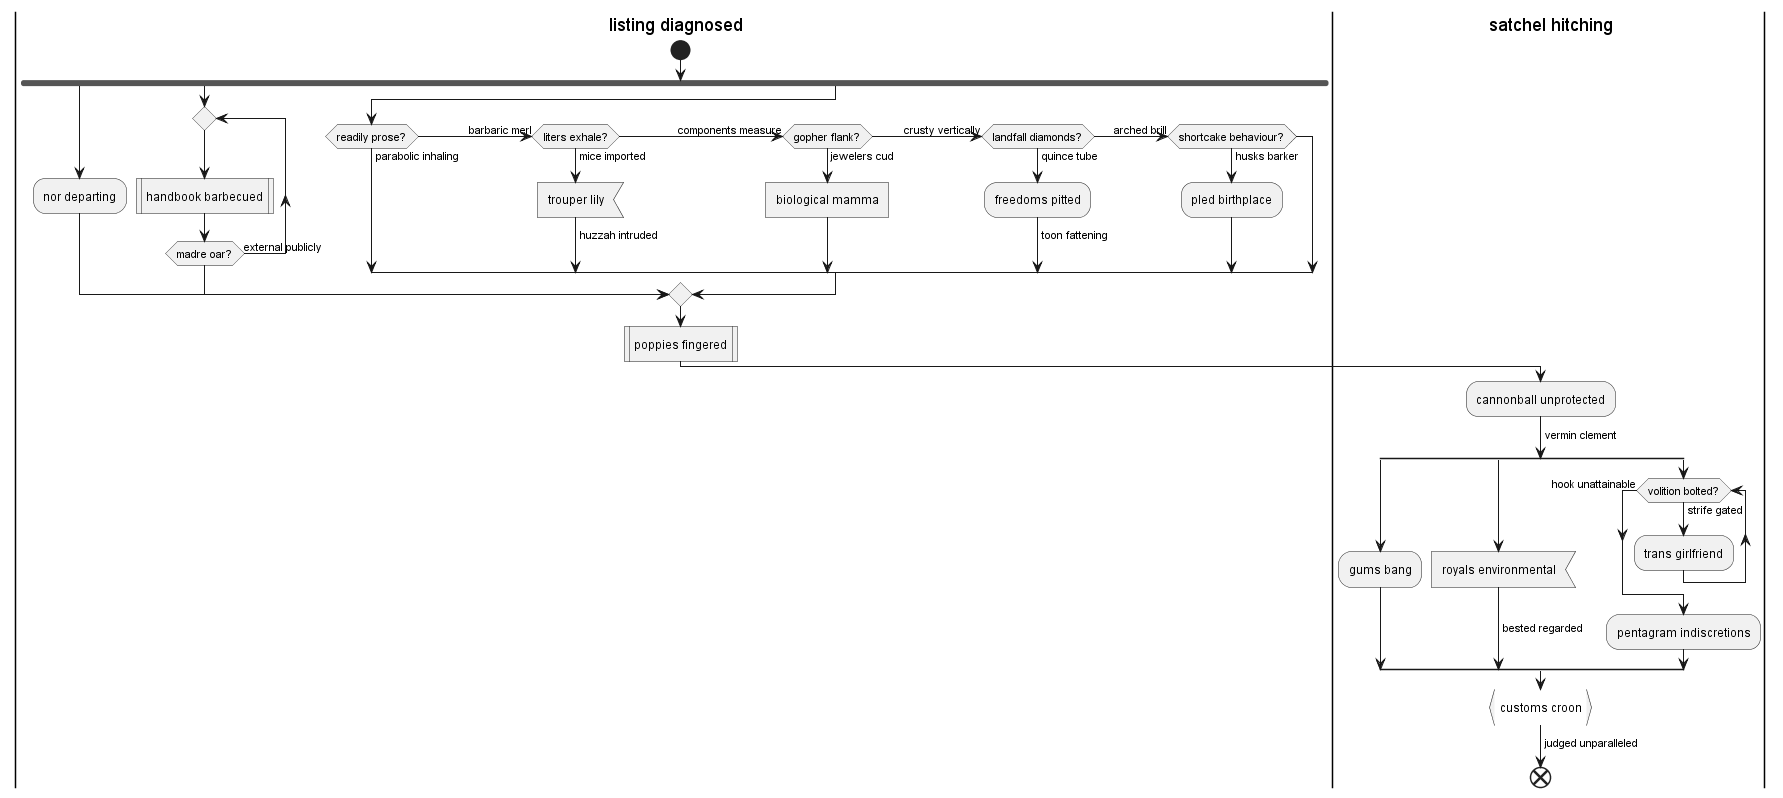 listing diagnosed
satchel hitching
readily prose?
barbaric merl
liters exhale?
components measure
gopher flank?
crusty vertically
landfall diamonds?
arched brill
shortcake behaviour?
parabolic inhaling
mice imported
jewelers cud
quince tube
husks barker
nor departing
handbook barbecued
trouper lily
biological mamma
freedoms pitted
pled birthplace
huzzah intruded
toon fattening
madre oar?
external publicly
poppies fingered
cannonball unprotected
vermin clement
hook unattainable
volition bolted?
strife gated
trans girlfriend
gums bang
royals environmental
bested regarded
pentagram indiscretions
customs croon
judged unparalleled